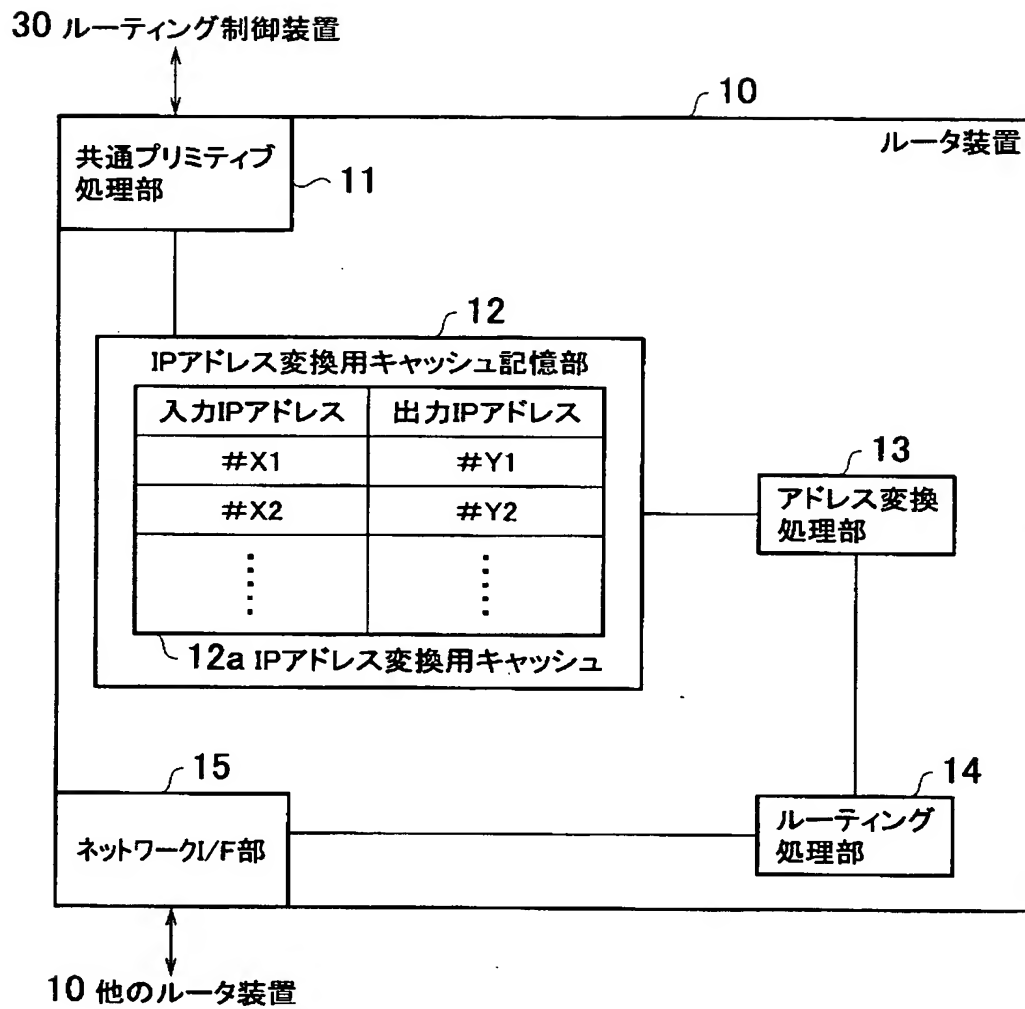 30 ルーティング制御装置
10
ルータ装置
共通プリミティブ
処理部
11
12
IPアドレス変換用キャッシュ記憶部
入力IPアドレス 出力IPアドレス
#X1 #Y1
#X2 #Y2
12a IPアドレス変換用キャッシュ
13
アドレス変換
処理部
15
ネットワークI/F部
14
ルーティング
処理部
10 他のルータ装置